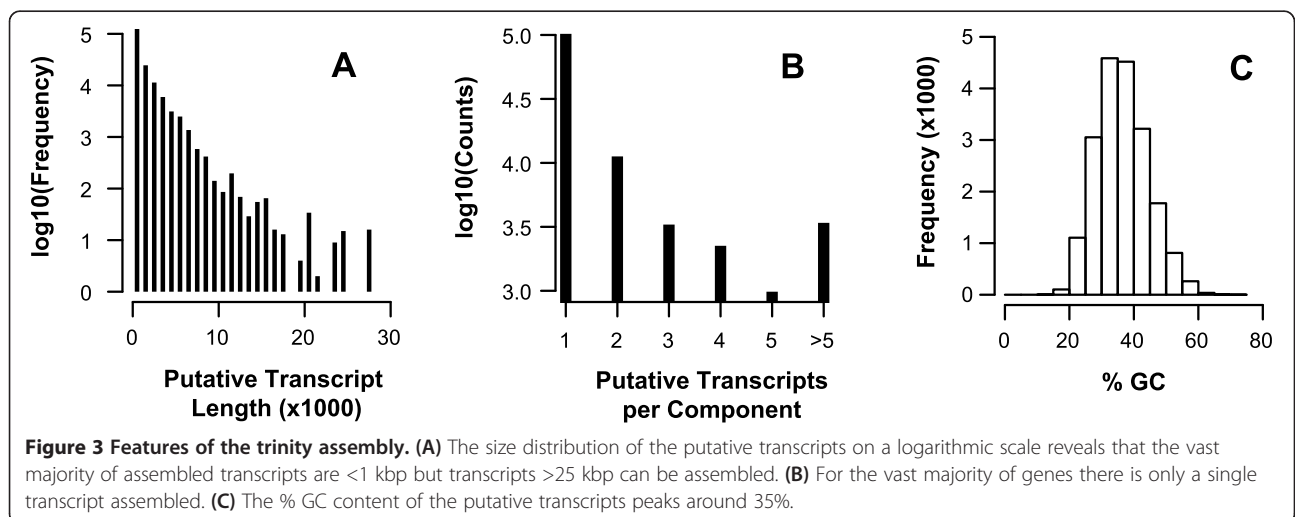 A
log10(Frequency)
5
4
3
2
1
0
0 10 20 30
Putative Transcript
Length (x1000)
B
log10(Counts)
5.0
4.5
4.0
3.5
3.0
1 2 3 4 5 >5
Putative Transcripts
per Component
C
Frequency (x1000)
5
4
3
2
1
0
0 20 40 60 80
% GC
Figure 3 Features of the trinity assembly. (A) The size distribution of the putative transcripts on a logarithmic scale reveals that the vast
majority of assembled transcripts are <1 kbp but transcripts >25 kbp can be assembled. (B) For the vast majority of genes there is only a single
transcript assembled. (C) The % GC content of the putative transcripts peaks around 35%.